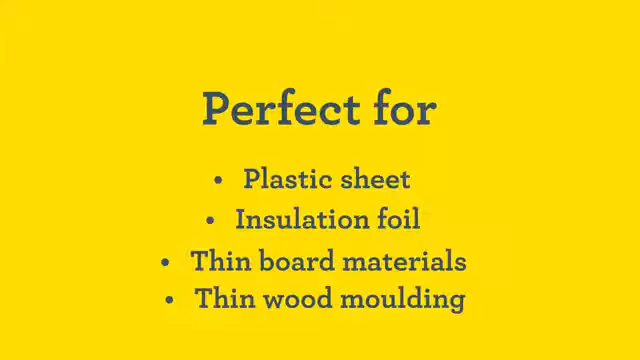 Perfect for
• Plastic sheet
• Insulation foil
• Thin board materials
• Thin wood moulding